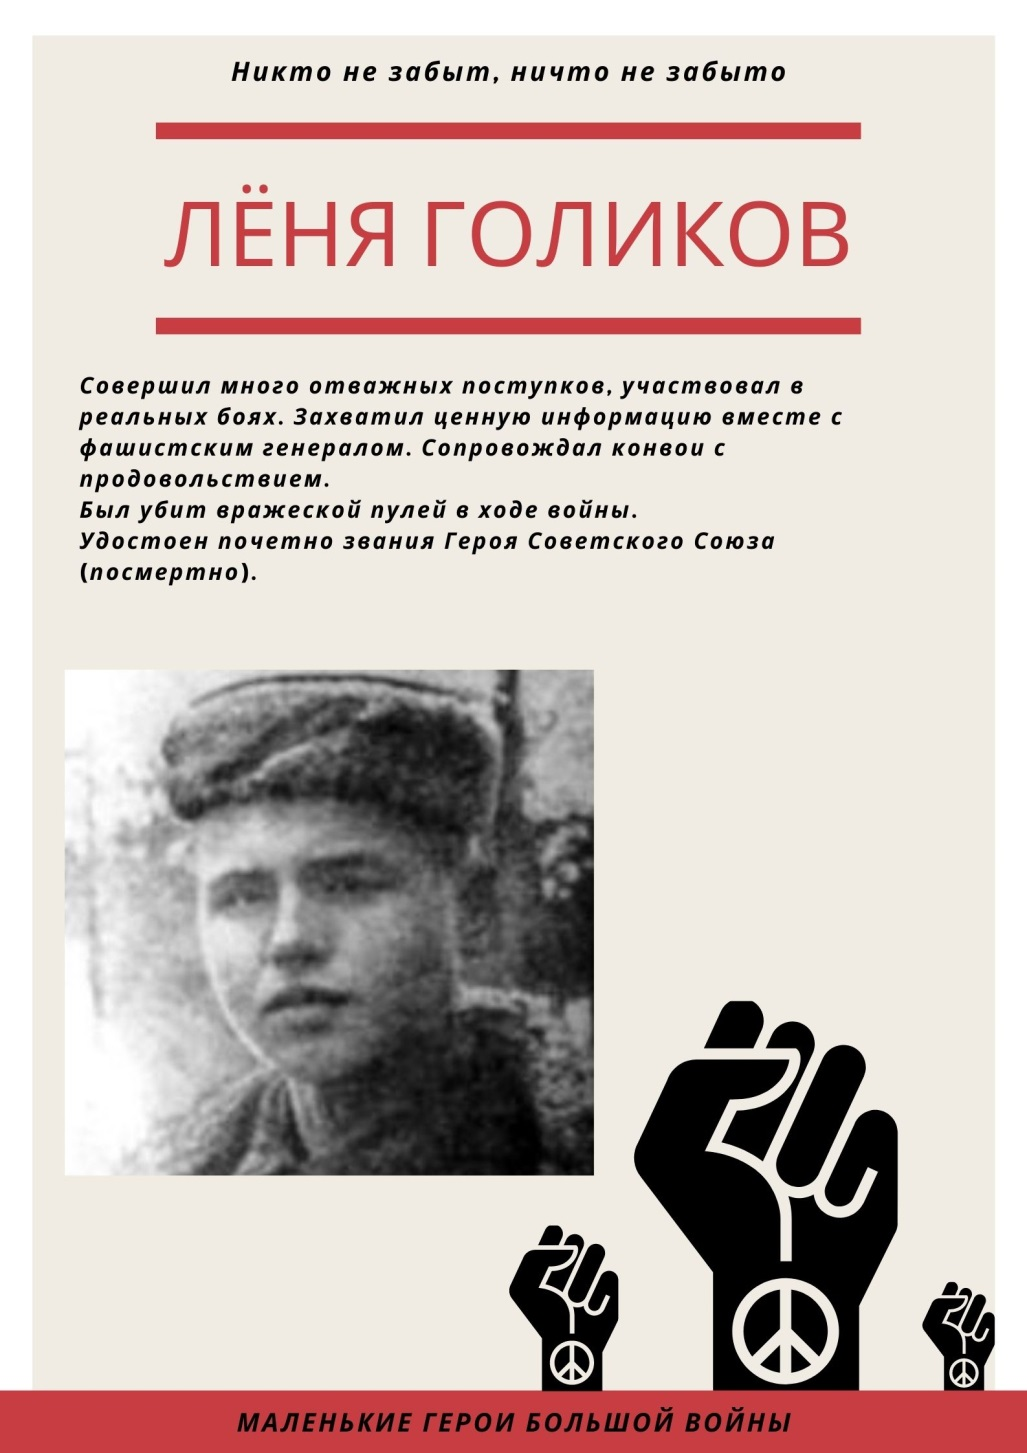 Никто не забыт, ничто не забыто
ЛЁНЯ ГОЛИКОВ
Совершил много отважных поступков, участвовал в
реальных боях. Захватил ценную информацию вместе с
фашистским генералом. Сопровождал конвои с
продовольствием.
Был убит вражеской пулей в ходе войны.
Удостоен почетно звания Героя Советского Союза
(посмертно).
МАЛЕНЬКИЕ ГЕРОИ БОЛЬШОЙ ВОЙНЫ